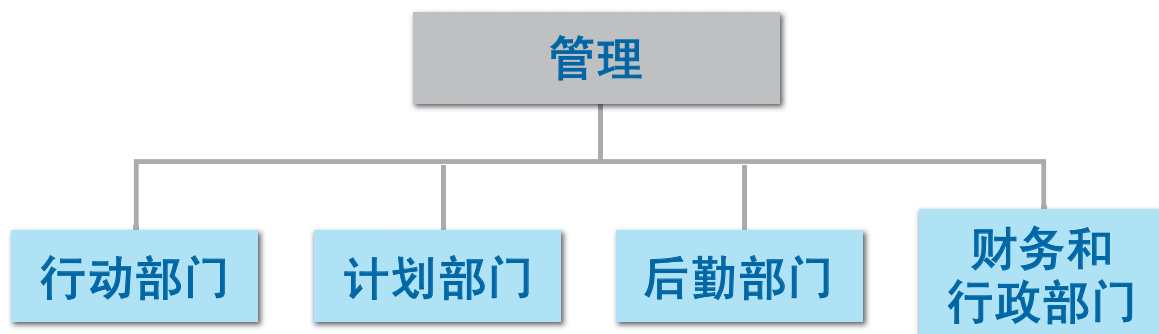 管理
行动部门
计划部门
后勤部门
财务和
行政部门